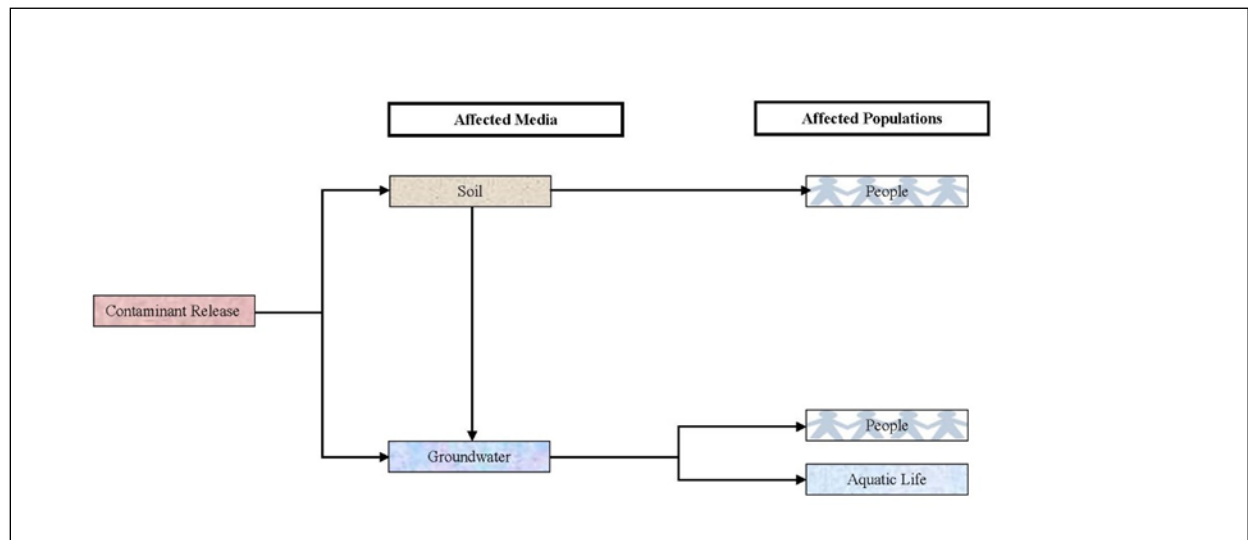 Affected Media
Affected Populations
Soil
People
Contaminant Release
People
Groundwater
Aquatic Life